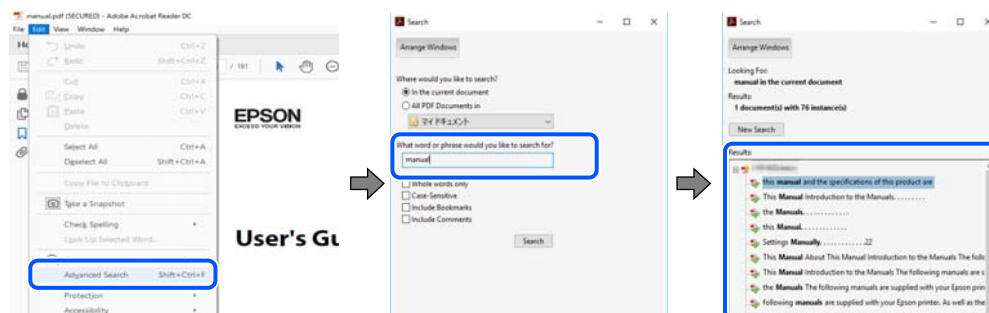 manual.pdf (SECURED) - Adobe Acrobat Reader DC
File Edit View Window Help
Undo Ctrl+Z
Redo Shift+Ctrl+Z
Cut Ctrl+X
Copy Ctrl+C
Paste Ctrl+V
Delete
Select All Ctrl+A
Deselect All Shift+Ctrl+A
Copy File to Clipboard
Take a Snapshot
Check Spelling
Look Up Selected Word...
Advanced Search Shift+Ctrl+F
Protection
Accessibility
/ 191
EPSON
EXCEED YOUR VISION
User's Gu
Search
Arrange Windows
Where would you like to search?
In the current document
All PDF Documents in
マイ ドキュメント
What word or phrase would you like to search for?
manual
Whole words only
Case-Sensitive
Include Bookmarks
Include Comments
Search
Search
Arrange Windows
Looking For:
manual in the current document
Results:
1 document(s) with 76 instance(s)
New Search
Results:
this manual and the specifications of this product are
This Manual Introduction to the Manuals.........
the Manuals.............
this Manual.............
Settings Manually.............22
This Manual About This Manual Introduction to the Manuals The follo
This Manual Introduction to the Manuals The following manuals are s
the Manuals The following manuals are supplied with your Epson prin
following manuals are supplied with your Epson printer. As well as the